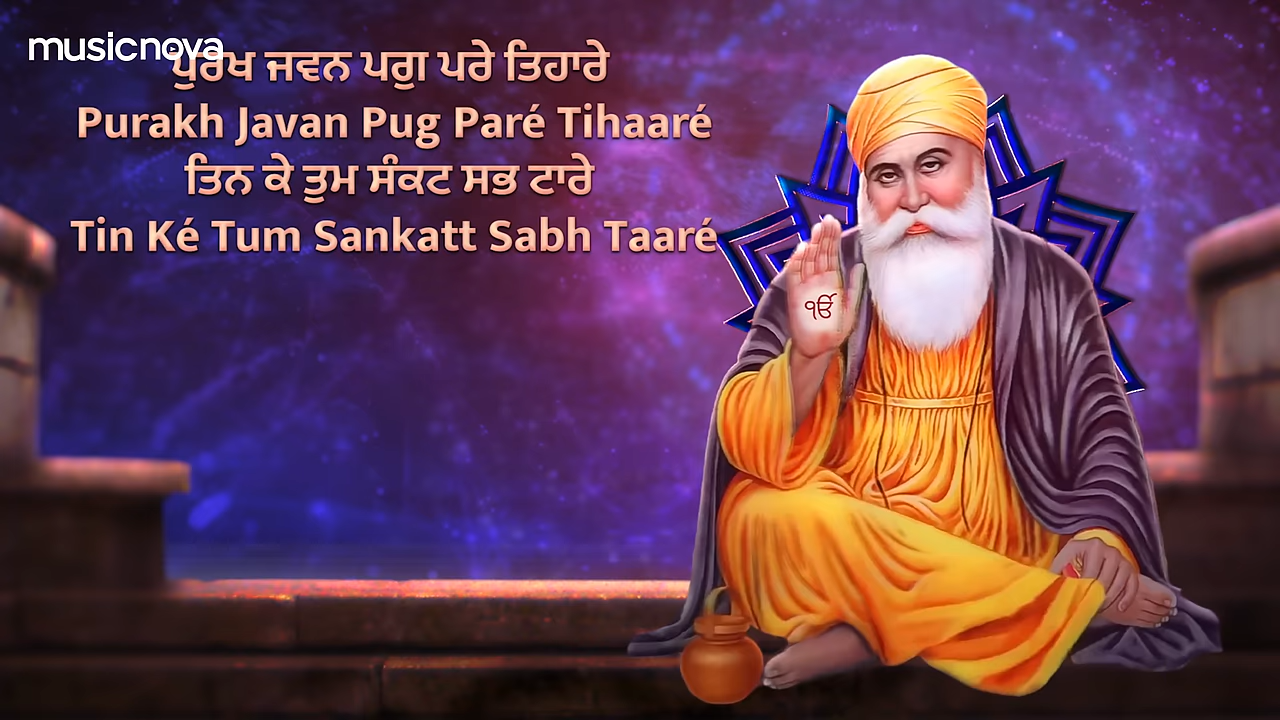 musicnova
ਪੁਰਖ ਜਵਨ ਪਗੁ ਪਰੇ ਤਿਹਾਰੇ
Purakh Javan Pug Paré Tihaaré
ਤਿਨ ਕੇ ਤੁਮ ਸੰਕਟ ਸਭ ਟਾਰੇ
Tin Ké Tum Sankatt Sabh Taaré
ੴ